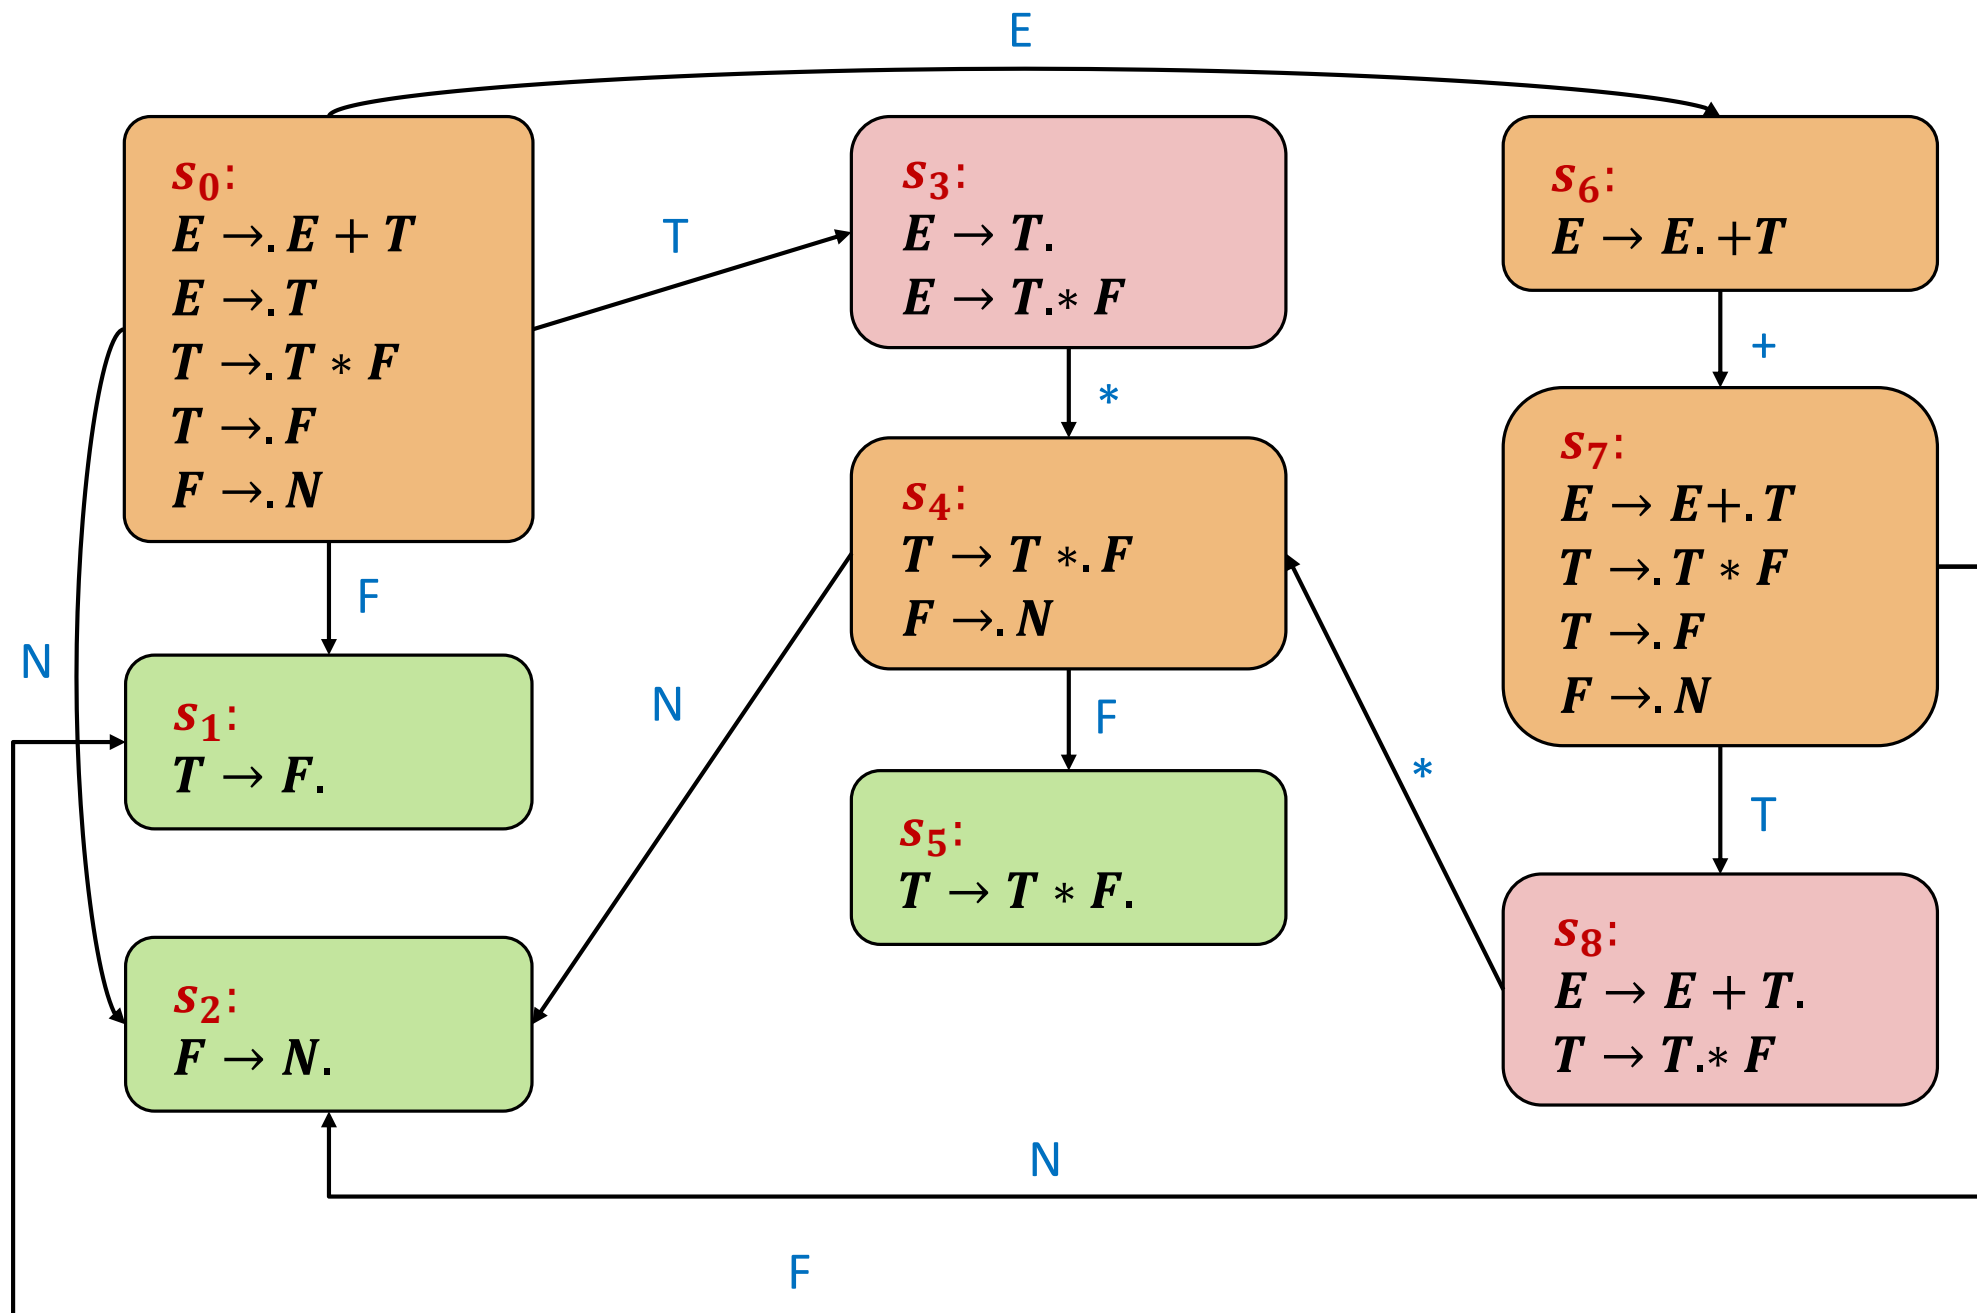 E
s₀:
E →. E + T
E →. T
T →. T * F
T →. F
F →. N
T
s₃:
E → T.
E → T.* F
s₆:
E → E. +T
+
*
s₄:
T → T *. F
F →. N
s₇:
E → E+. T
T →. T * F
T →. F
F →. N
F
N
s₁:
T → F.
N
F
s₅:
T → T * F.
*
T
s₂:
F → N.
s₈:
E → E + T.
T → T.* F
N
F